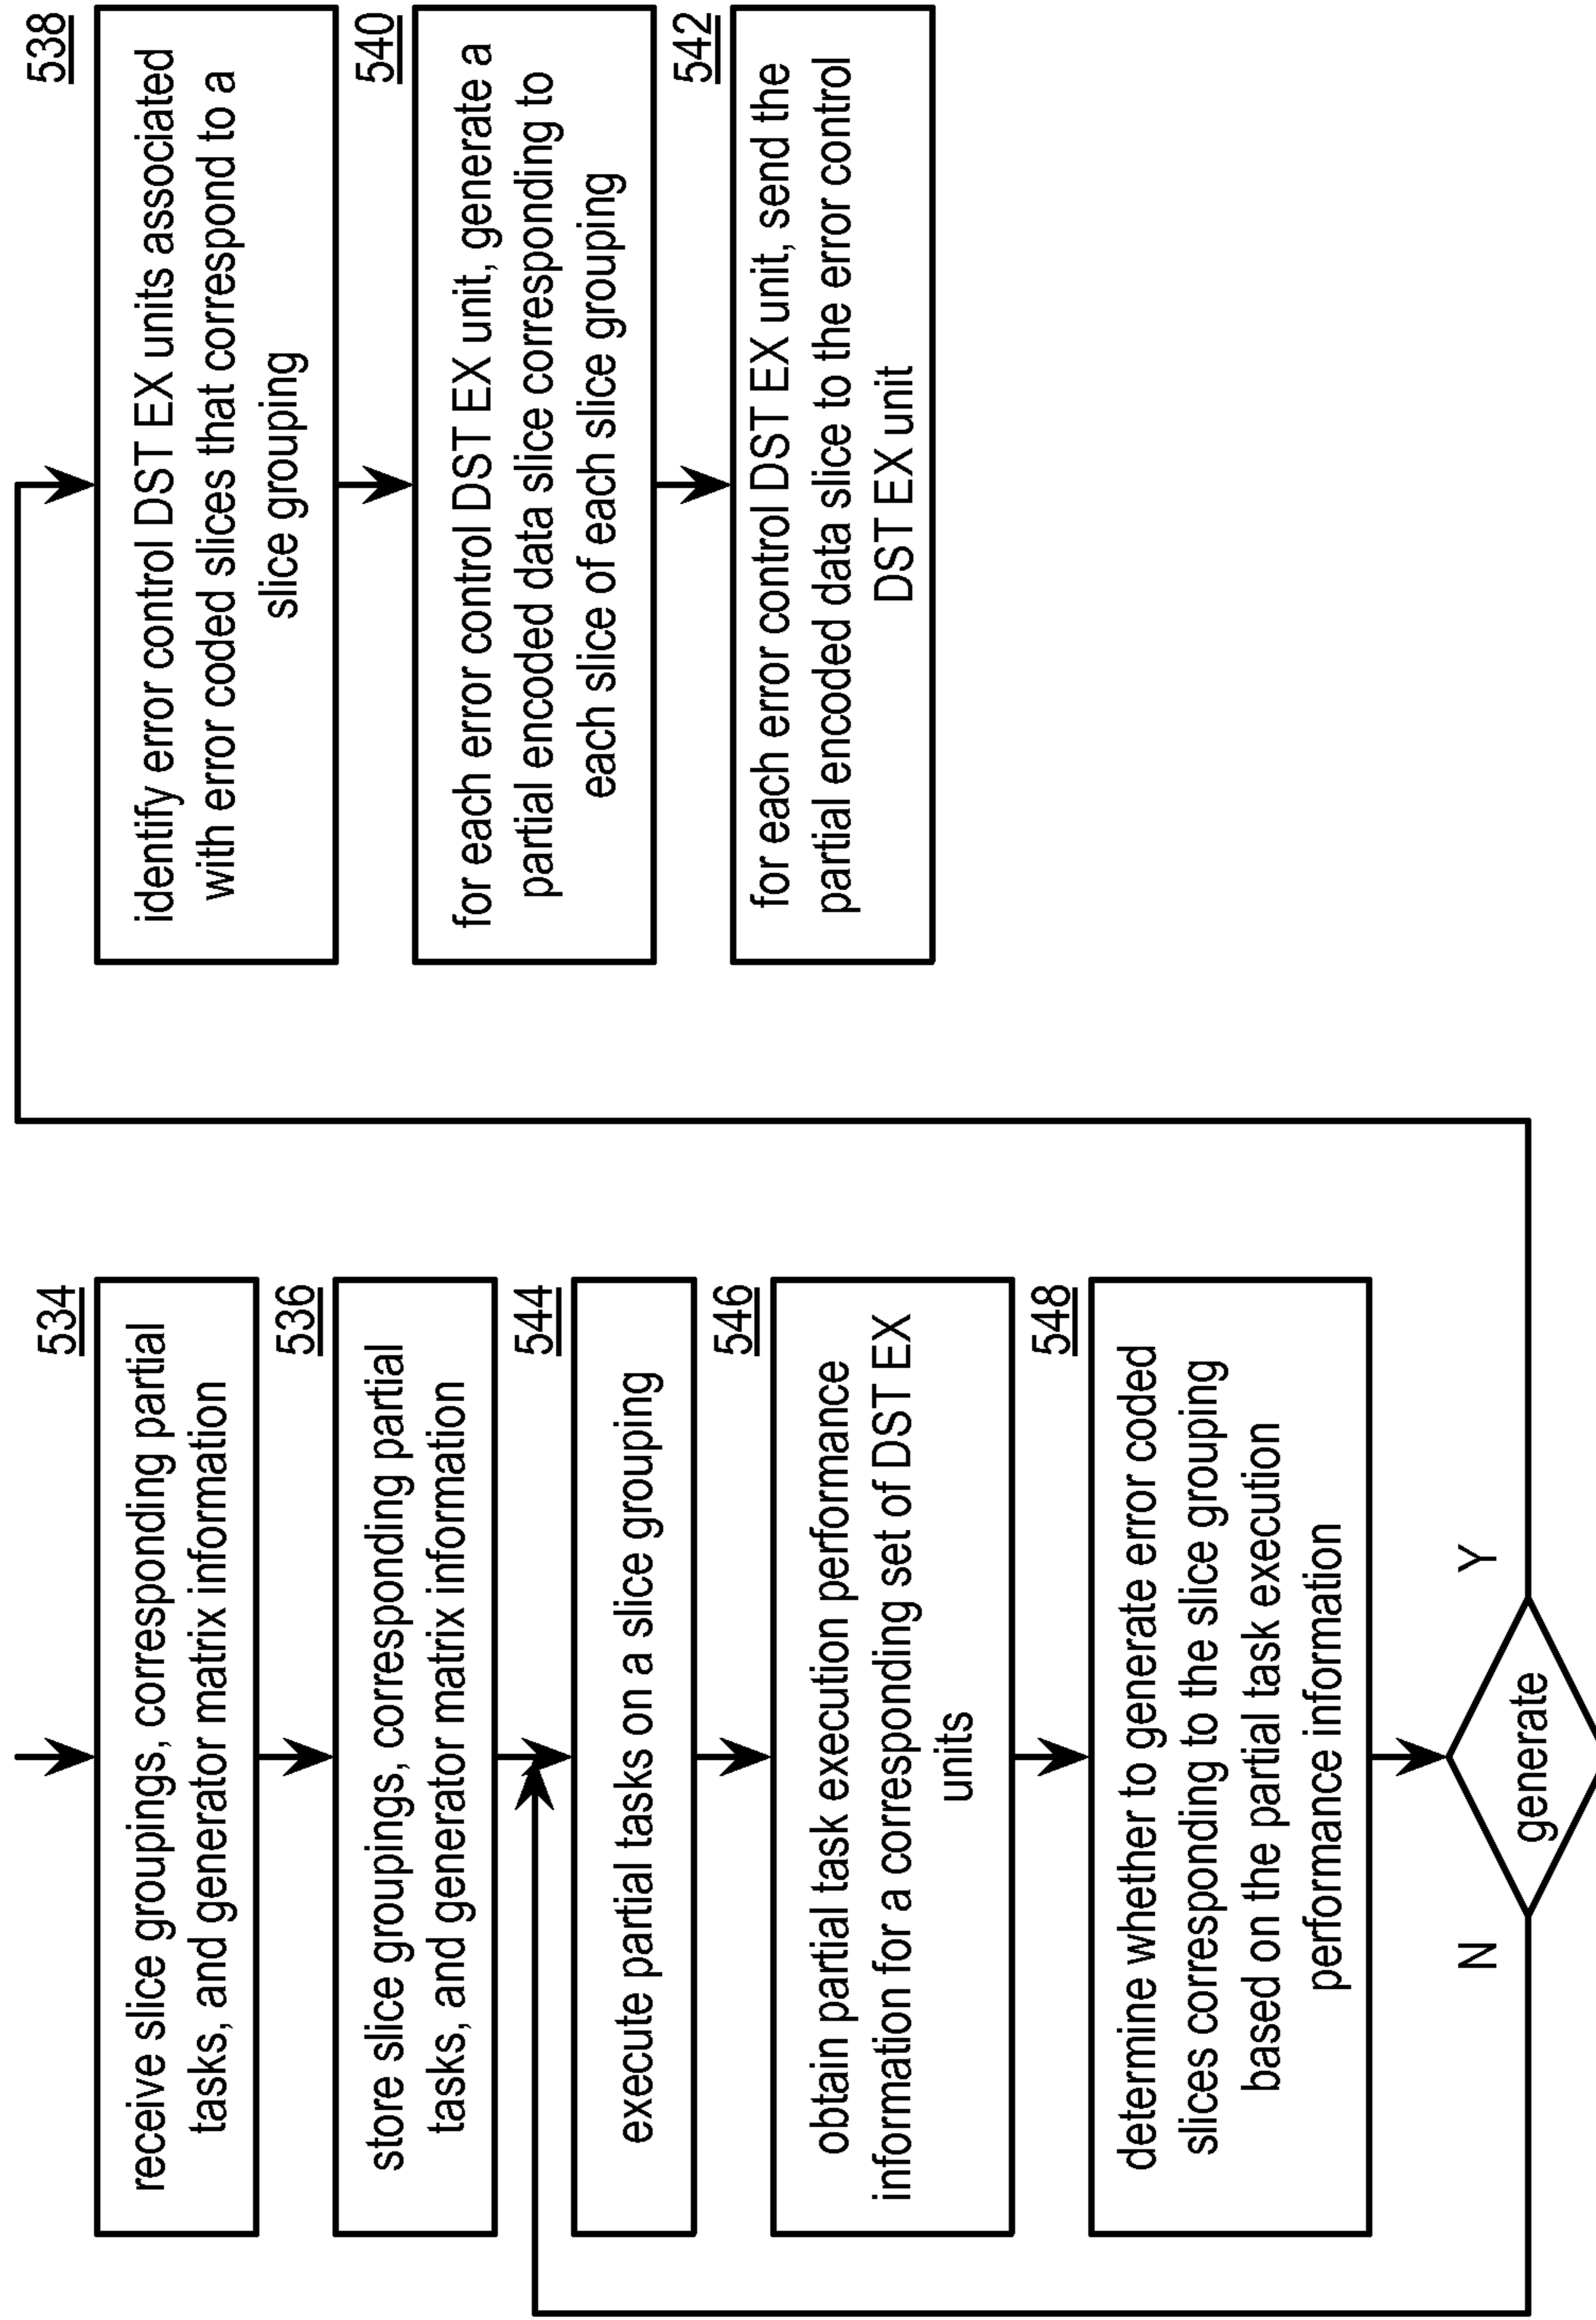 534
receive slice groupings, corresponding partial
tasks, and generator matrix information
536
store slice groupings, corresponding partial
tasks, and generator matrix information
544
execute partial tasks on a slice grouping
546
obtain partial task execution performance
information for a corresponding set of DST EX
units
548
determine whether to generate error coded
slices corresponding to the slice grouping
based on the partial task execution
performance information
N
generate
Y
538
identify error control DST EX units associated
with error coded slices that correspond to a
slice grouping
540
for each error control DST EX unit, generate a
partial encoded data slice corresponding to
each slice of each slice grouping
542
for each error control DST EX unit, send the
partial encoded data slice to the error control
DST EX unit